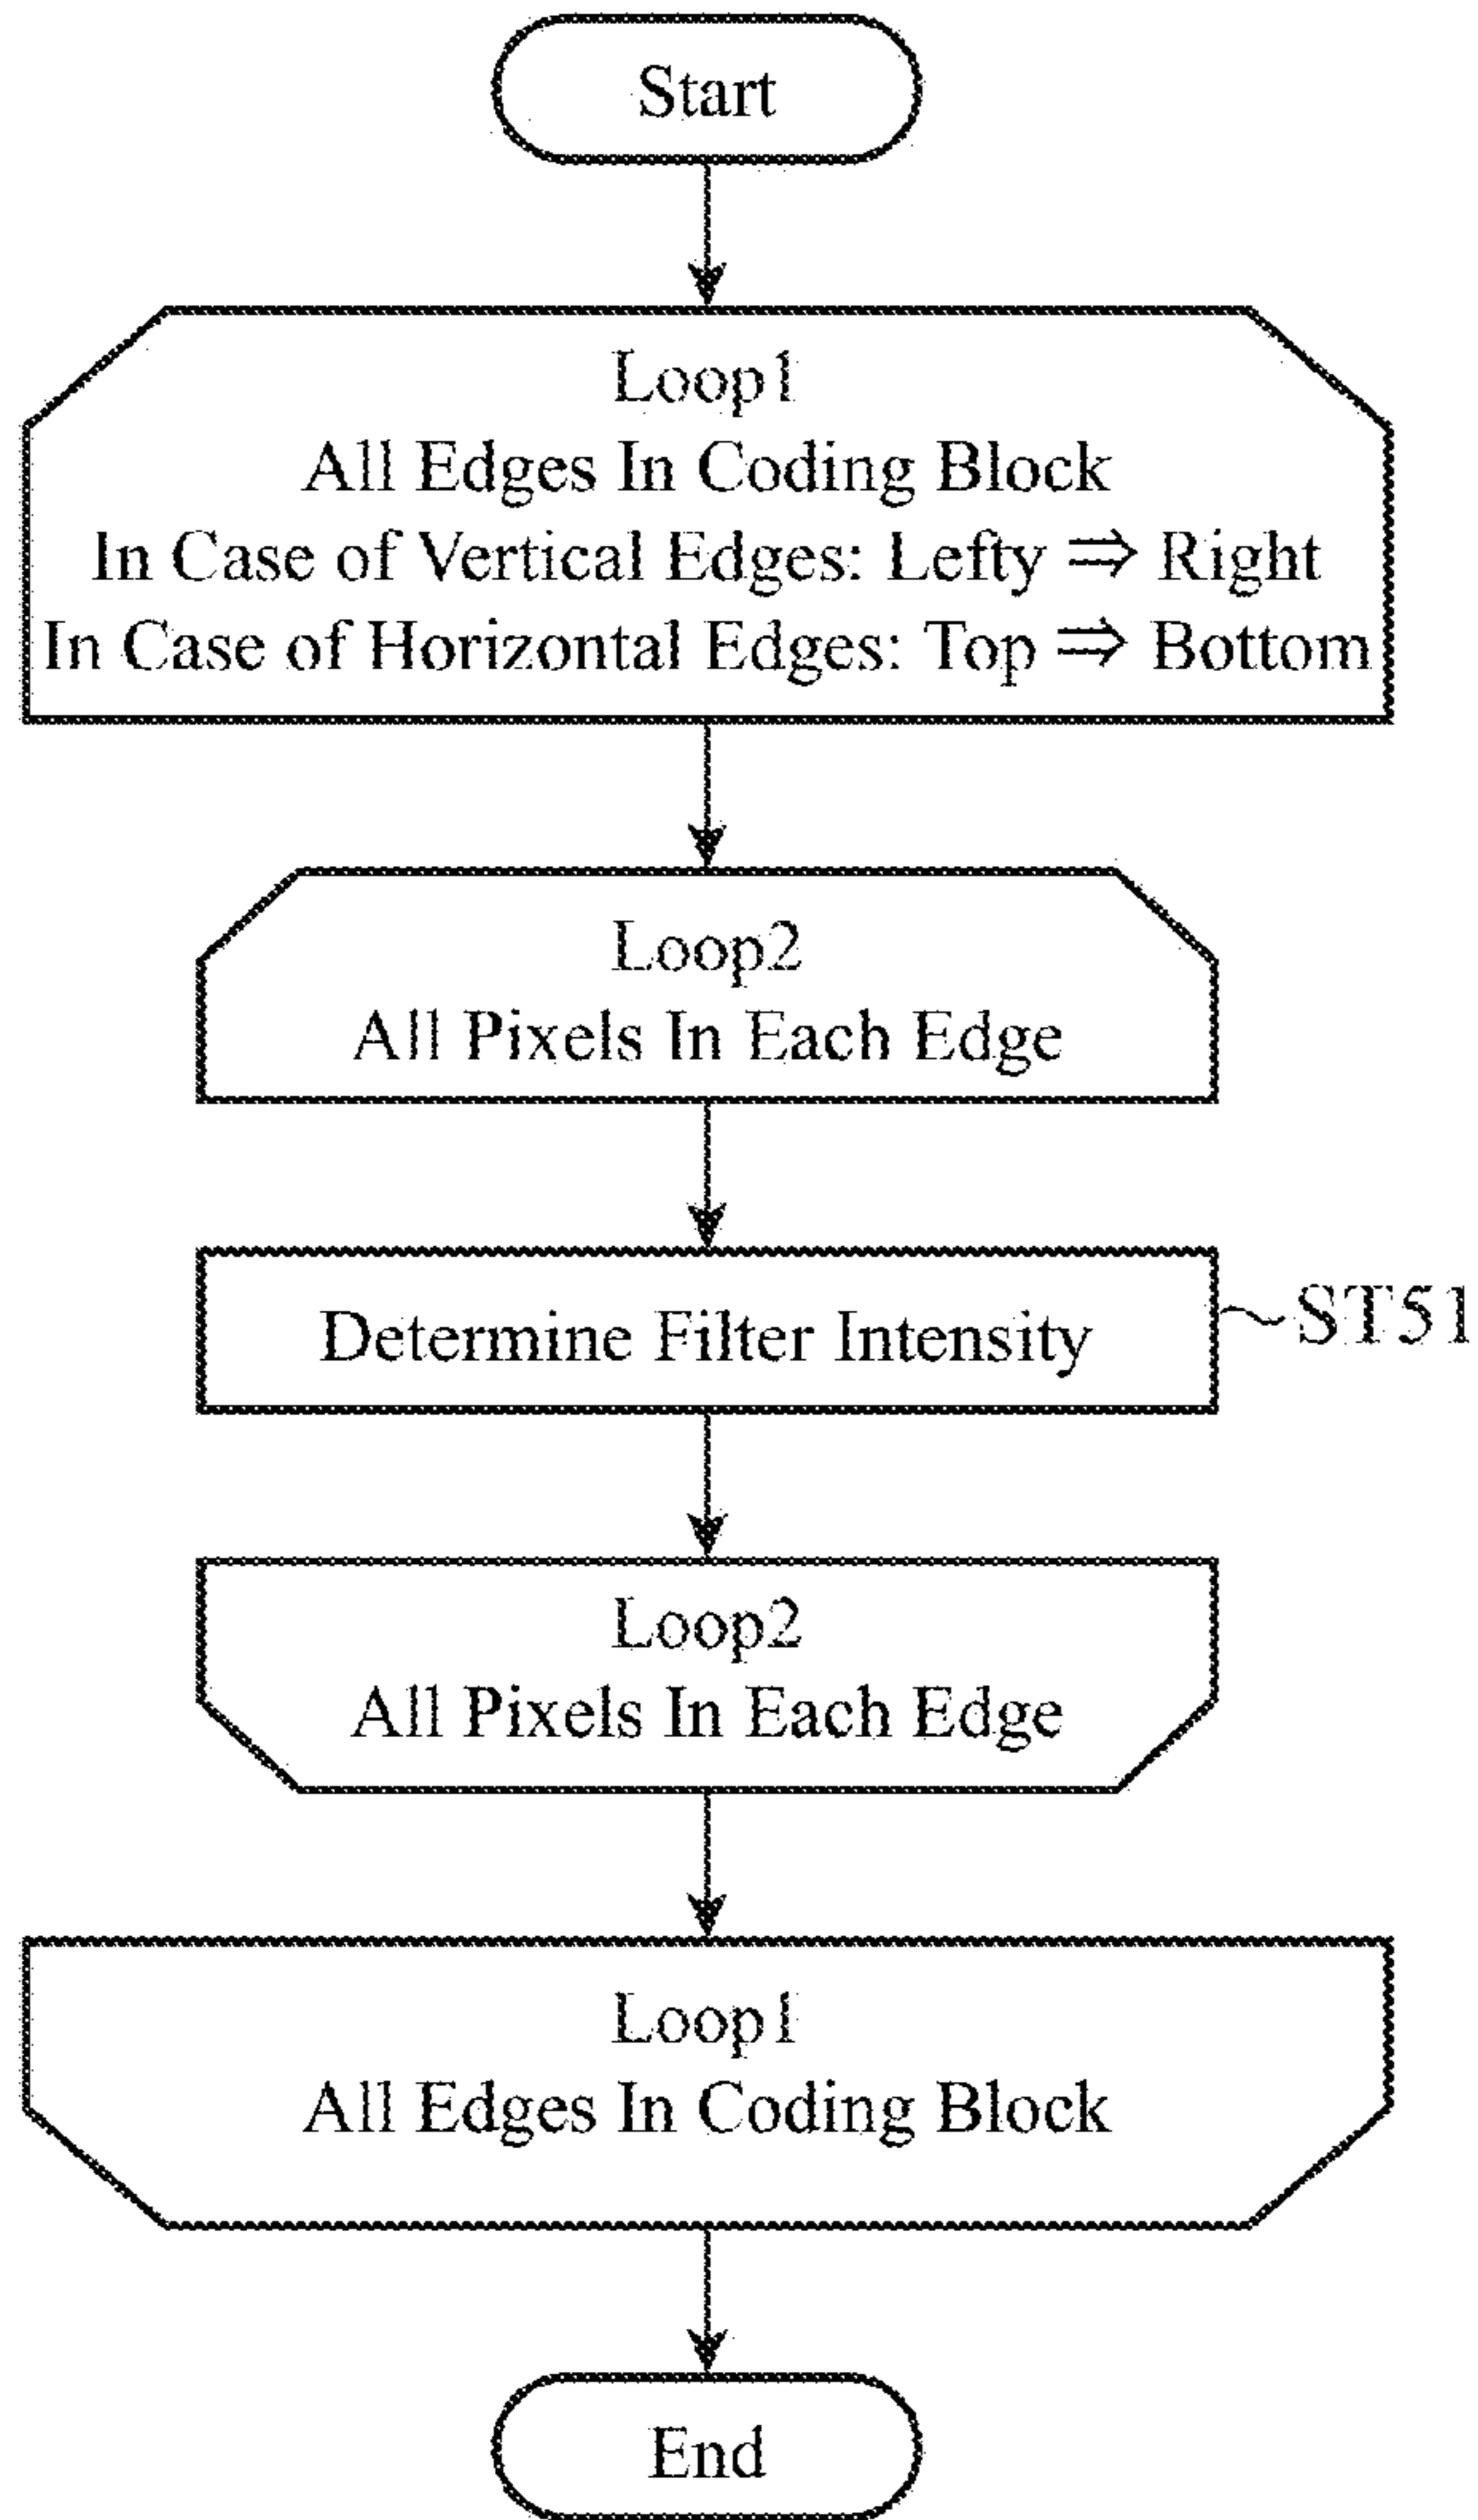 Start
Loop1
All Edges In Coding Block
In Case of Vertical Edges: Lefty ⇒ Right
In Case of Horizontal Edges: Top ⇒ Bottom
Loop2
All Pixels In Each Edge
Determine Filter Intensity
~ST51
Loop2
All Pixels In Each Edge
Loop1
All Edges In Coding Block
End